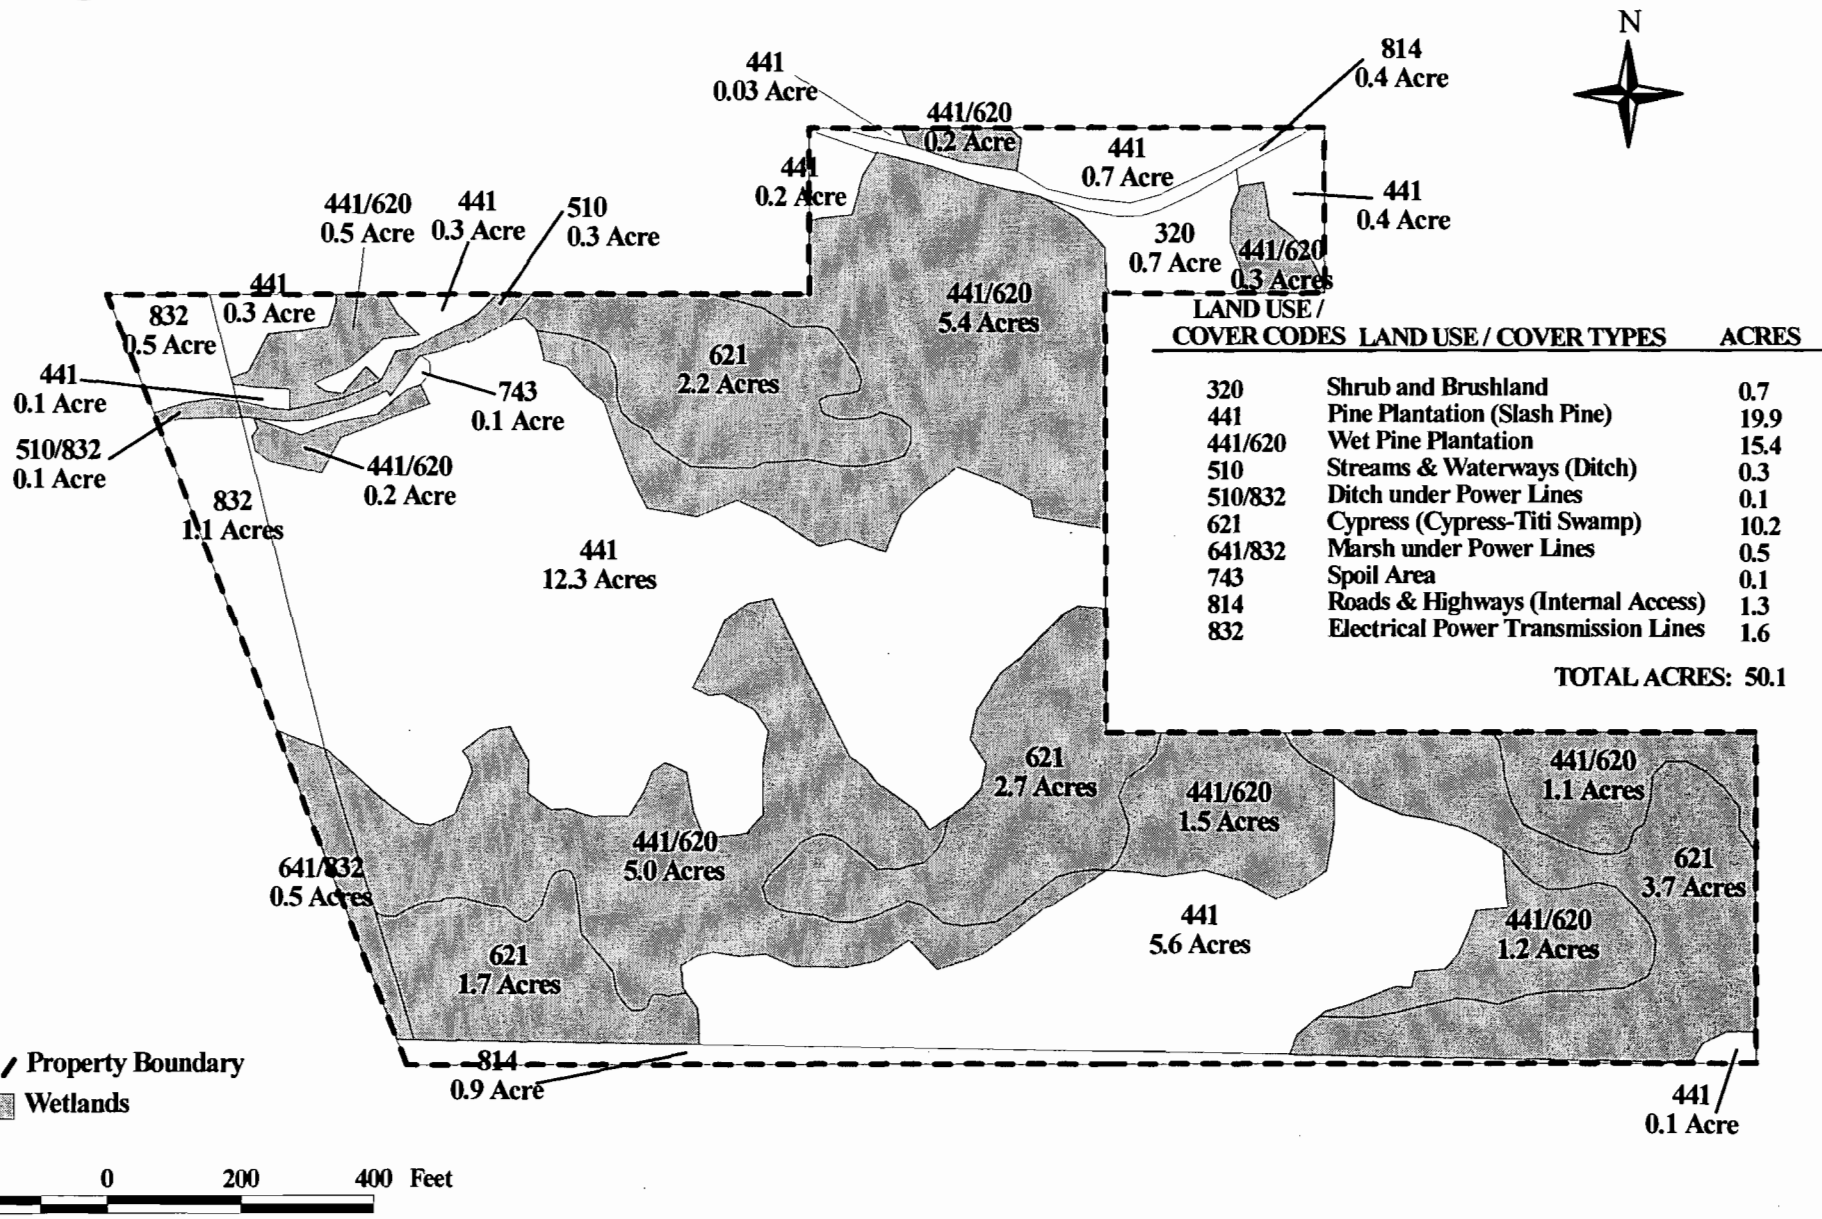 N
814
0.4 Acre
441
0.03 Acre
441/620
0.2 Acre
441
0.7 Acre
441
0.2 Acre
441
0.4 Acre
441/620
0.5 Acre
441
0.3 Acre
510
0.3 Acre
320
0.7 Acre
441/620
0.3 Acres
441
0.3 Acre
832
0.5 Acre
441/620
5.4 Acres
621
2.2 Acres
441
0.1 Acre
743
0.1 Acre
510/832
0.1 Acre
441/620
0.2 Acre
832
1.1 Acres
441
12.3 Acres
LAND USE /
COVER CODES LAND USE / COVER TYPES ACRES
320 Shrub and Brushland 0.7
441 Pine Plantation (Slash Pine) 19.9
441/620 Wet Pine Plantation 15.4
510 Streams & Waterways (Ditch) 0.3
510/832 Ditch under Power Lines 0.1
621 Cypress (Cypress-Titi Swamp) 10.2
641/832 Marsh under Power Lines 0.5
743 Spoil Area 0.1
814 Roads & Highways (Internal Access) 1.3
832 Electrical Power Transmission Lines 1.6
TOTAL ACRES: 50.1
621
2.7 Acres
441/620
1.5 Acres
441/620
1.1 Acres
441/620
5.0 Acres
641/832
0.5 Acres
621
3.7 Acres
441
5.6 Acres
441/620
1.2 Acres
621
1.7 Acres
814
0.9 Acre
441
0.1 Acre
Property Boundary
Wetlands
0 200 400 Feet